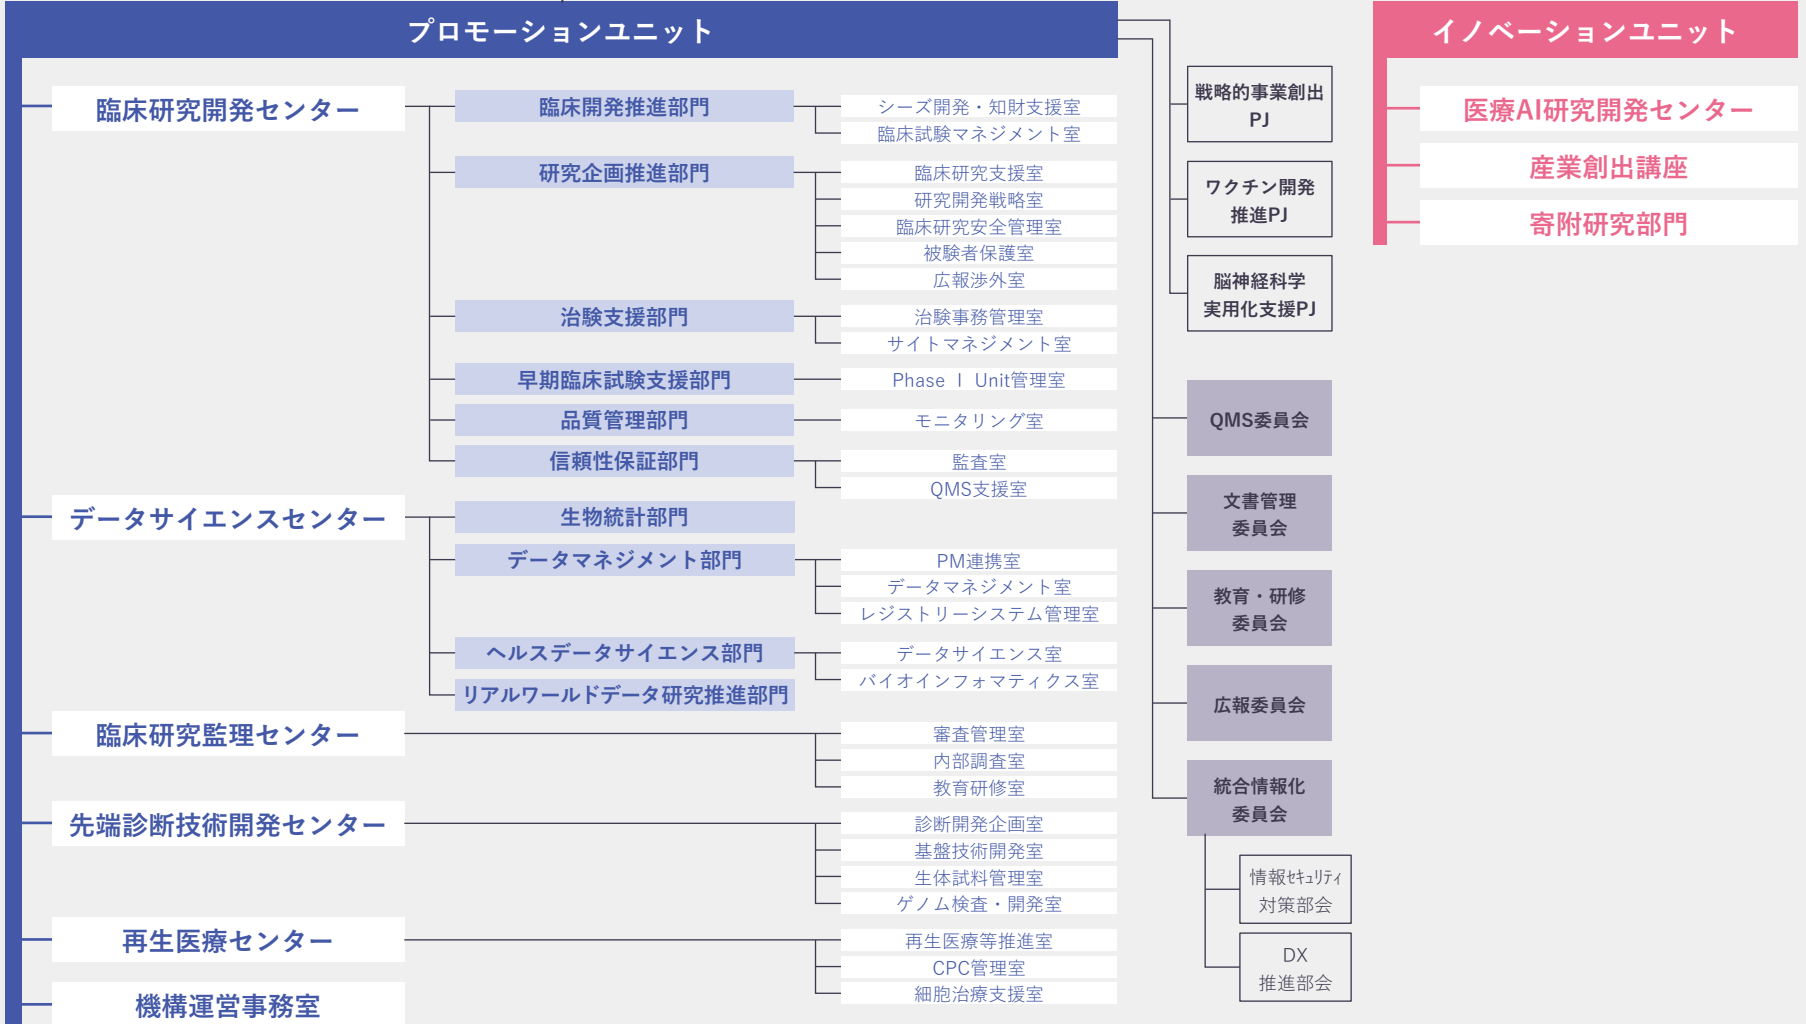 プロモーションユニット
臨床研究開発センター
臨床開発推進部門
シーズ開発・知財支援室
臨床試験マネジメント室
研究企画推進部門
臨床研究支援室
研究開発戦略室
臨床研究安全管理室
被験者保護室
広報渉外室
治験支援部門
治験事務管理室
サイトマネジメント室
早期臨床試験支援部門
Phase I Unit管理室
品質管理部門
モニタリング室
信頼性保証部門
監査室
QMS支援室
データサイエンスセンター
生物統計部門
データマネジメント部門
PM連携室
データマネジメント室
レジストリーシステム管理室
ヘルスデータサイエンス部門
データサイエンス室
バイオインフォマティクス室
リアルワールドデータ研究推進部門
臨床研究監理センター
審査管理室
内部調査室
教育研修室
先端診断技術開発センター
診断開発企画室
基盤技術開発室
生体試料管理室
ゲノム検査・開発室
再生医療センター
再生医療等推進室
CPC管理室
細胞治療支援室
機構運営事務室
戦略的事業創出
PJ
ワクチン開発
推進PJ
脳神経科学
実用化支援PJ
QMS委員会
文書管理
委員会
教育・研修
委員会
広報委員会
統合情報化
委員会
情報ｾｷｭﾘﾃｨ
対策部会
DX
推進部会
イノベーションユニット
医療AI研究開発センター
産業創出講座
寄附研究部門